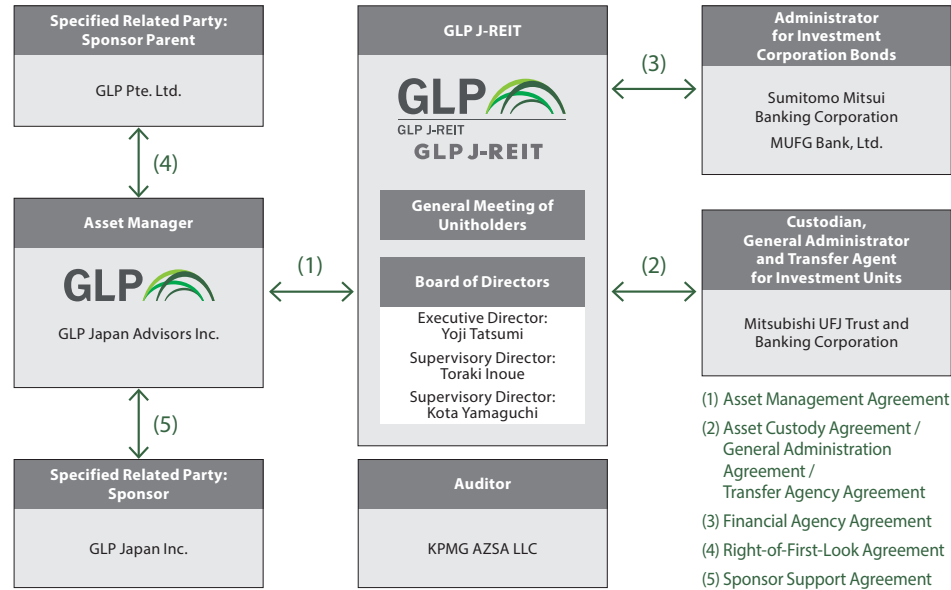 Specified Related Party:
Sponsor Parent
GLP Pte. Ltd.
(4)
Asset Manager
GLP
GLP Japan Advisors Inc.
(5)
Specified Related Party:
Sponsor
GLP Japan Inc.
(1)
GLP J-REIT
GLP
GLP J-REIT
GLP J-REIT
General Meeting of
Unitholders
Board of Directors
Executive Director:
Yoji Tatsumi
Supervisory Director:
Toraki Inoue
Supervisory Director:
Kota Yamaguchi
Auditor
KPMG AZSA LLC
(3)
(2)
Administrator
for Investment
Corporation Bonds
Sumitomo Mitsui
Banking Corporation
MUFG Bank, Ltd.
Custodian,
General Administrator
and Transfer Agent
for Investment Units
Mitsubishi UFJ Trust and
Banking Corporation
(1) Asset Management Agreement
(2) Asset Custody Agreement /
General Administration
Agreement /
Transfer Agency Agreement
(3) Financial Agency Agreement
(4) Right-of-First-Look Agreement
(5) Sponsor Support Agreement